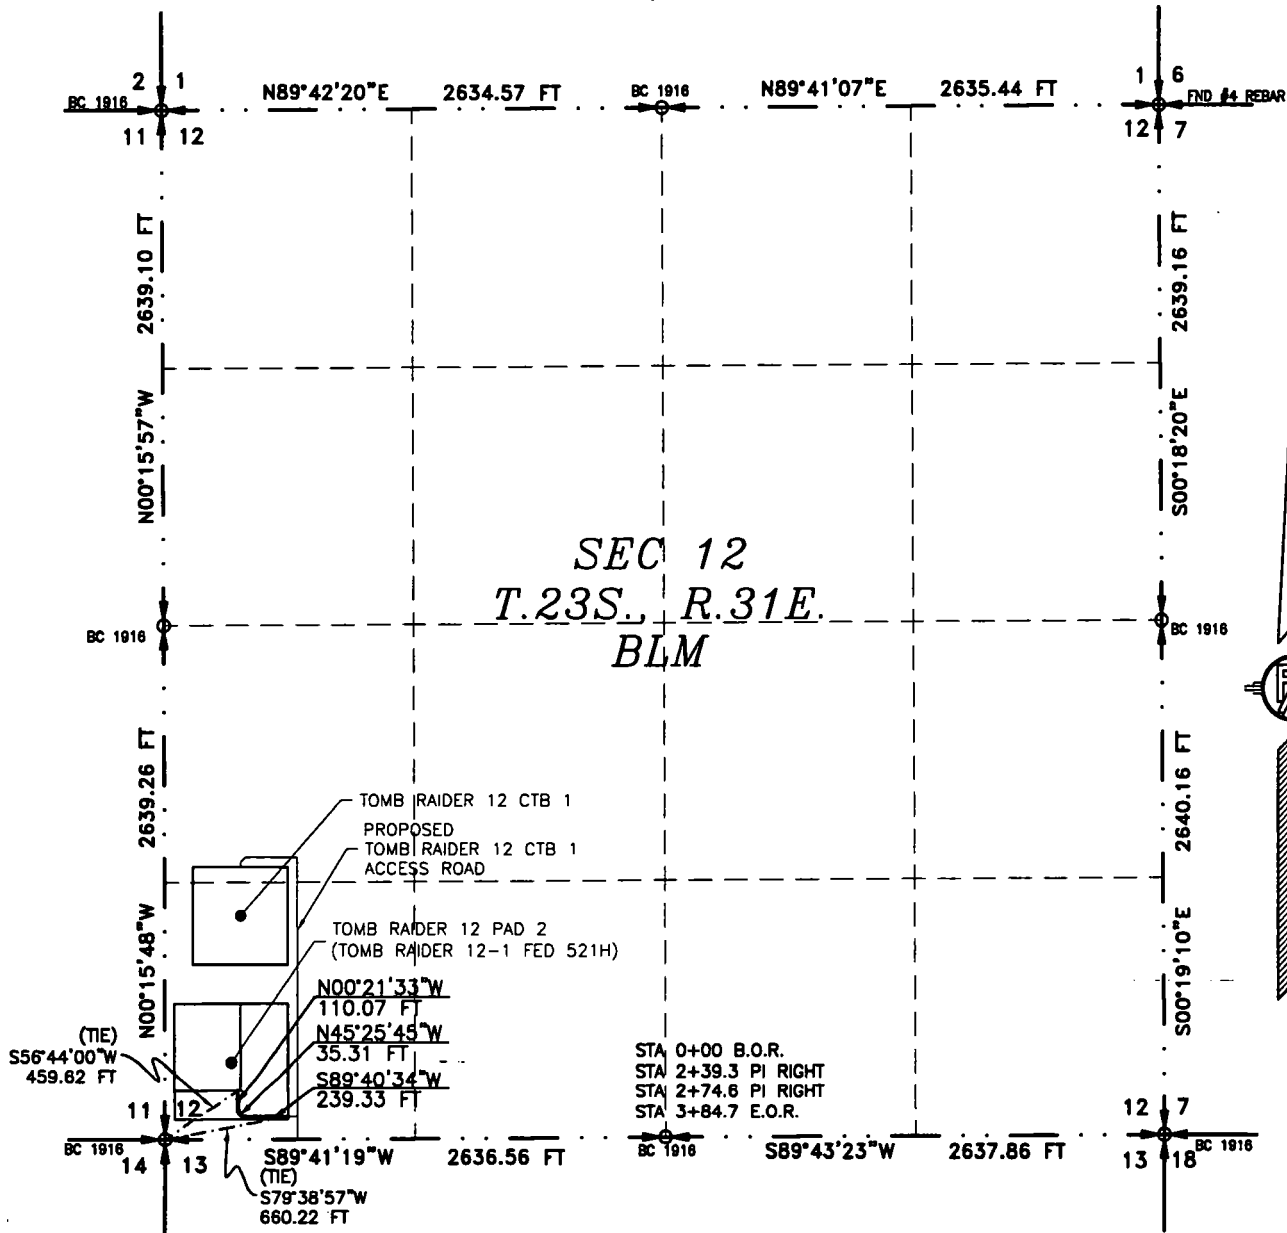 2 1
BC 1916
11 12
N89°42'20"E 2634.57 FT
BC 1916
N89°41'07"E 2635.44 FT
1 6
FND #4 REBAR
12 7
2639.10 FT
N00°15'57"W
2639.16 FT
S00°18'20"E
SEC 12
T.23S., R.31E.
BLM
BC 1916
BC 1916
2639.26 FT
N00°15'48"W
2640.16 FT
S00°19'10"E
TOMB RAIDER 12 CTB 1
PROPOSED
TOMB RAIDER 12 CTB 1
ACCESS ROAD
TOMB RAIDER 12 PAD 2
(TOMB RAIDER 12-1 FED 521H)
N00°21'33"W
110.07 FT
N45°25'45"W
35.31 FT
S89°40'34"W
239.33 FT
(TIE)
S56°44'00"W
459.62 FT
STA 0+00 B.O.R.
STA 2+39.3 PI RIGHT
STA 2+74.6 PI RIGHT
STA 3+84.7 E.O.R.
11 12
BC 1916
14 13
S89°41'19"W 2636.56 FT
BC 1916
S89°43'23"W 2637.86 FT
12 7
BC 1916
13 18
(TIE)
S79°38'57"W
660.22 FT